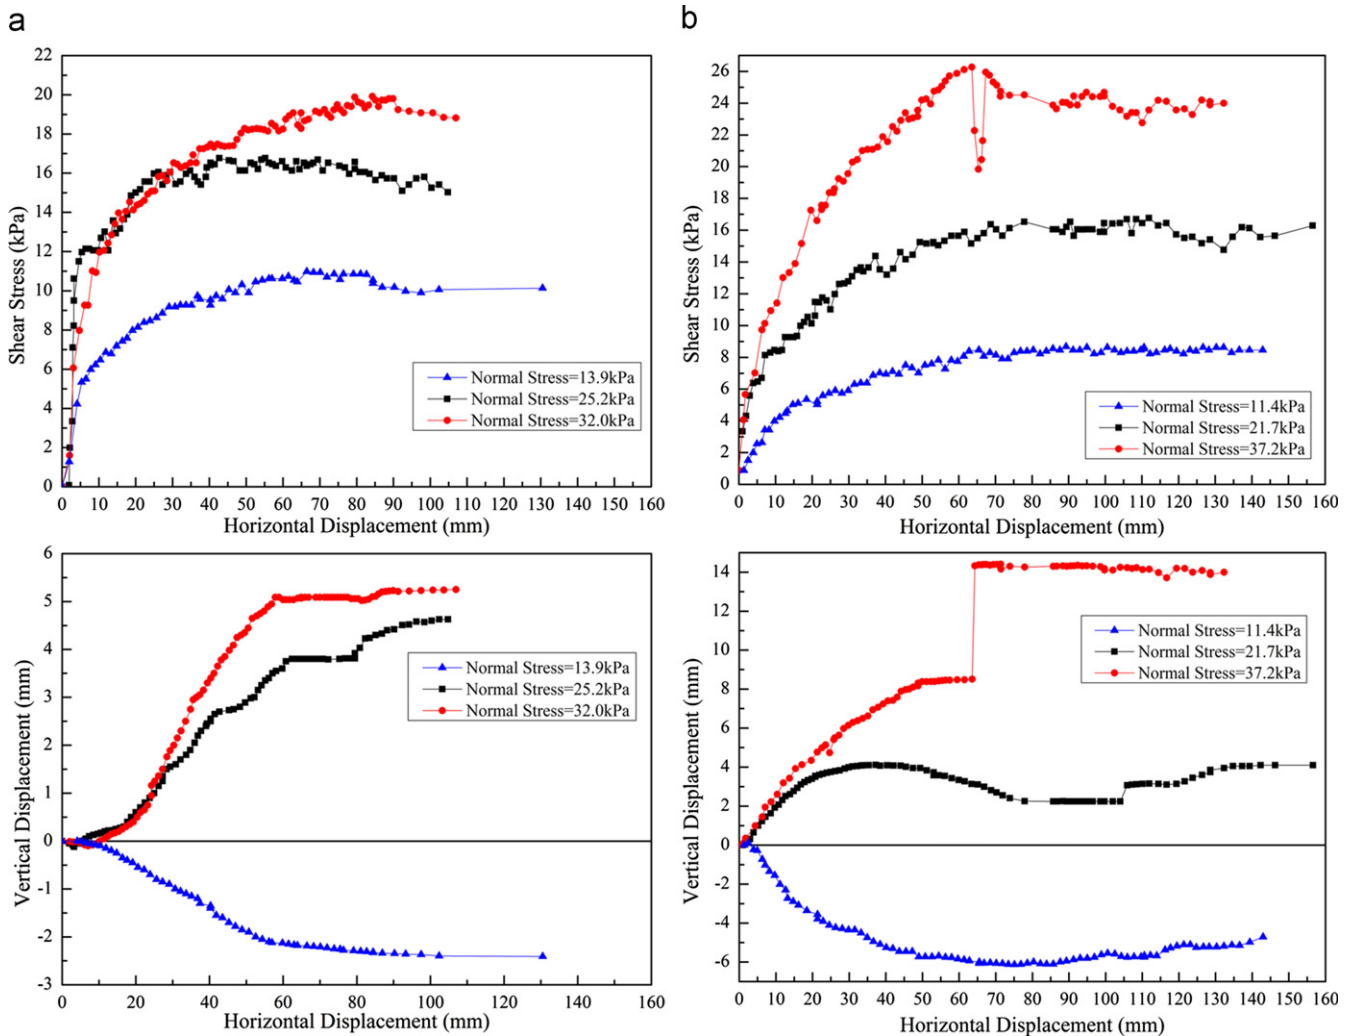 a
b
22
20
18
16
14
12
10
8
6
4
2
0
Shear Stress (kPa)
Normal Stress=13.9kPa
Normal Stress=25.2kPa
Normal Stress=32.0kPa
0 10 20 30 40 50 60 70 80 90 100 110 120 130 140 150 160
Horizontal Displacement (mm)
26
24
22
20
18
16
14
12
10
8
6
4
2
0
Shear Stress (kPa)
Normal Stress=11.4kPa
Normal Stress=21.7kPa
Normal Stress=37.2kPa
0 10 20 30 40 50 60 70 80 90 100 110 120 130 140 150 160
Horizontal Displacement (mm)
6
5
4
3
2
1
0
-1
-2
-3
Vertical Displacement (mm)
Normal Stress=13.9kPa
Normal Stress=25.2kPa
Normal Stress=32.0kPa
0 20 40 60 80 100 120 140 160
Horizontal Displacement (mm)
14
12
10
8
6
4
2
0
-2
-4
-6
Vertical Displacement (mm)
Normal Stress=11.4kPa
Normal Stress=21.7kPa
Normal Stress=37.2kPa
0 10 20 30 40 50 60 70 80 90 100 110 120 130 140 150 160
Horizontal Displacement (mm)